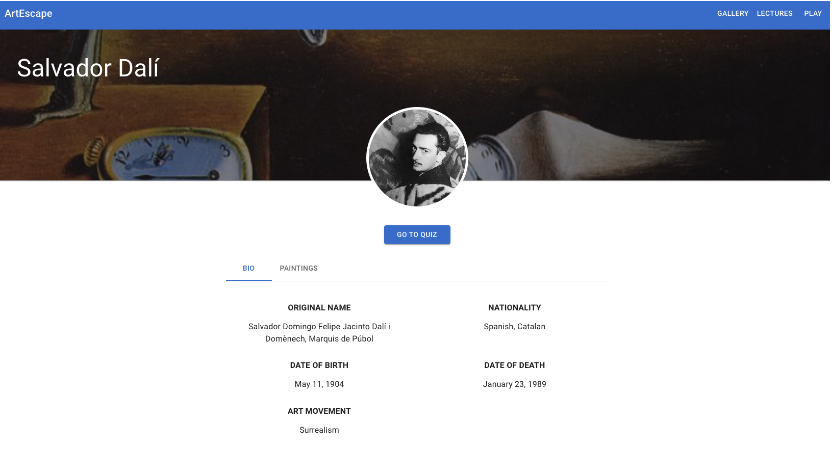 ArtEscape
GALLERY LECTURES PLAY
Salvador Dalí
GO TO QUIZ
BIO PAINTINGS
ORIGINAL NAME
Salvador Domingo Felipe Jacinto Dalí i
Domènech, Marquis de Púbol
NATIONALITY
Spanish, Catalan
DATE OF BIRTH
May 11, 1904
DATE OF DEATH
January 23, 1989
ART MOVEMENT
Surrealism